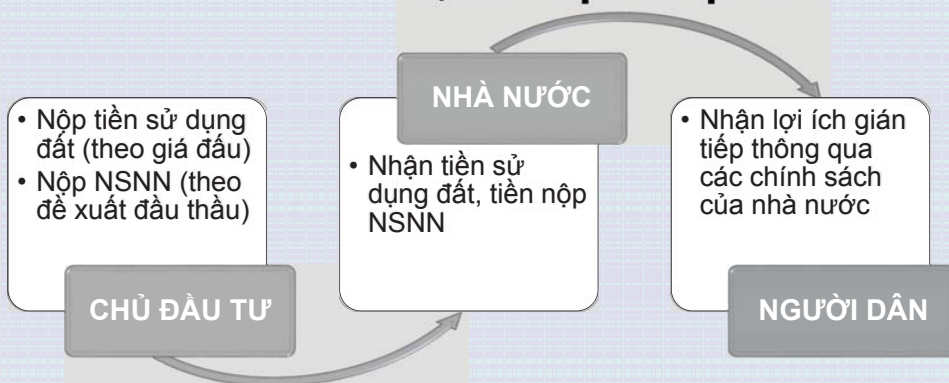 • Nộp tiền sử dụng
đất (theo giá đấu)
• Nộp NSNN (theo
đề xuất đầu thầu)
CHỦ ĐẦU TƯ
NHÀ NƯỚC
• Nhận tiền sử
dụng đất, tiền nộp
NSNN
• Nhận lợi ích gián
tiếp thông qua
các chính sách
của nhà nước
NGƯỜI DÂN